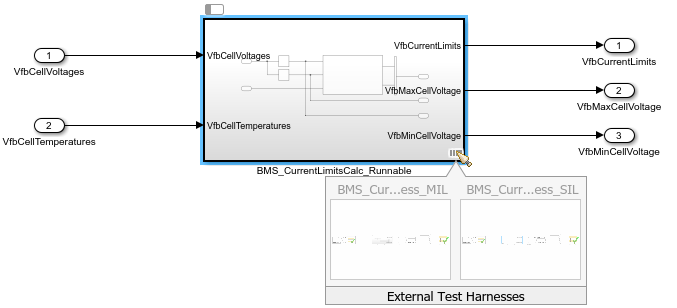 1
VfbCellVoltages
2
VfbCellTemperatures
VfbCellVoltages
VfbCellTemperatures
VfbCurrentLimits
VfbMaxCellVoltage
VfbMinCellVoltage
BMS_CurrentLimitsCalc_Runnable
1
VfbCurrentLimits
2
VfbMaxCellVoltage
3
VfbMinCellVoltage
BMS_Cur...ess_MIL
BMS_Curr...ess_SIL
External Test Harnesses